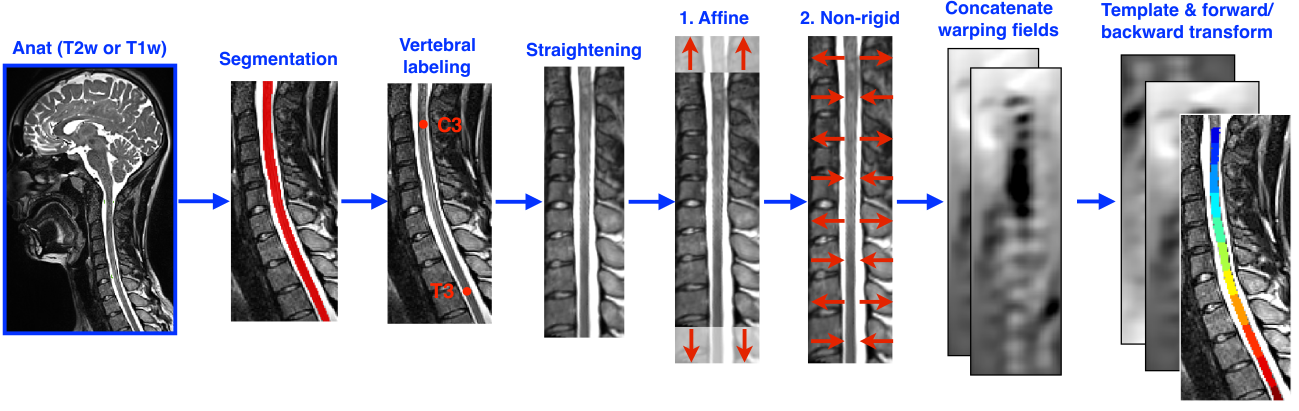 Anat (T2w or T1w)
Segmentation
Vertebral
labeling
C3
T3
Straightening
1. Affine
2. Non-rigid
Concatenate
warping fields
Template & forward/
backward transform